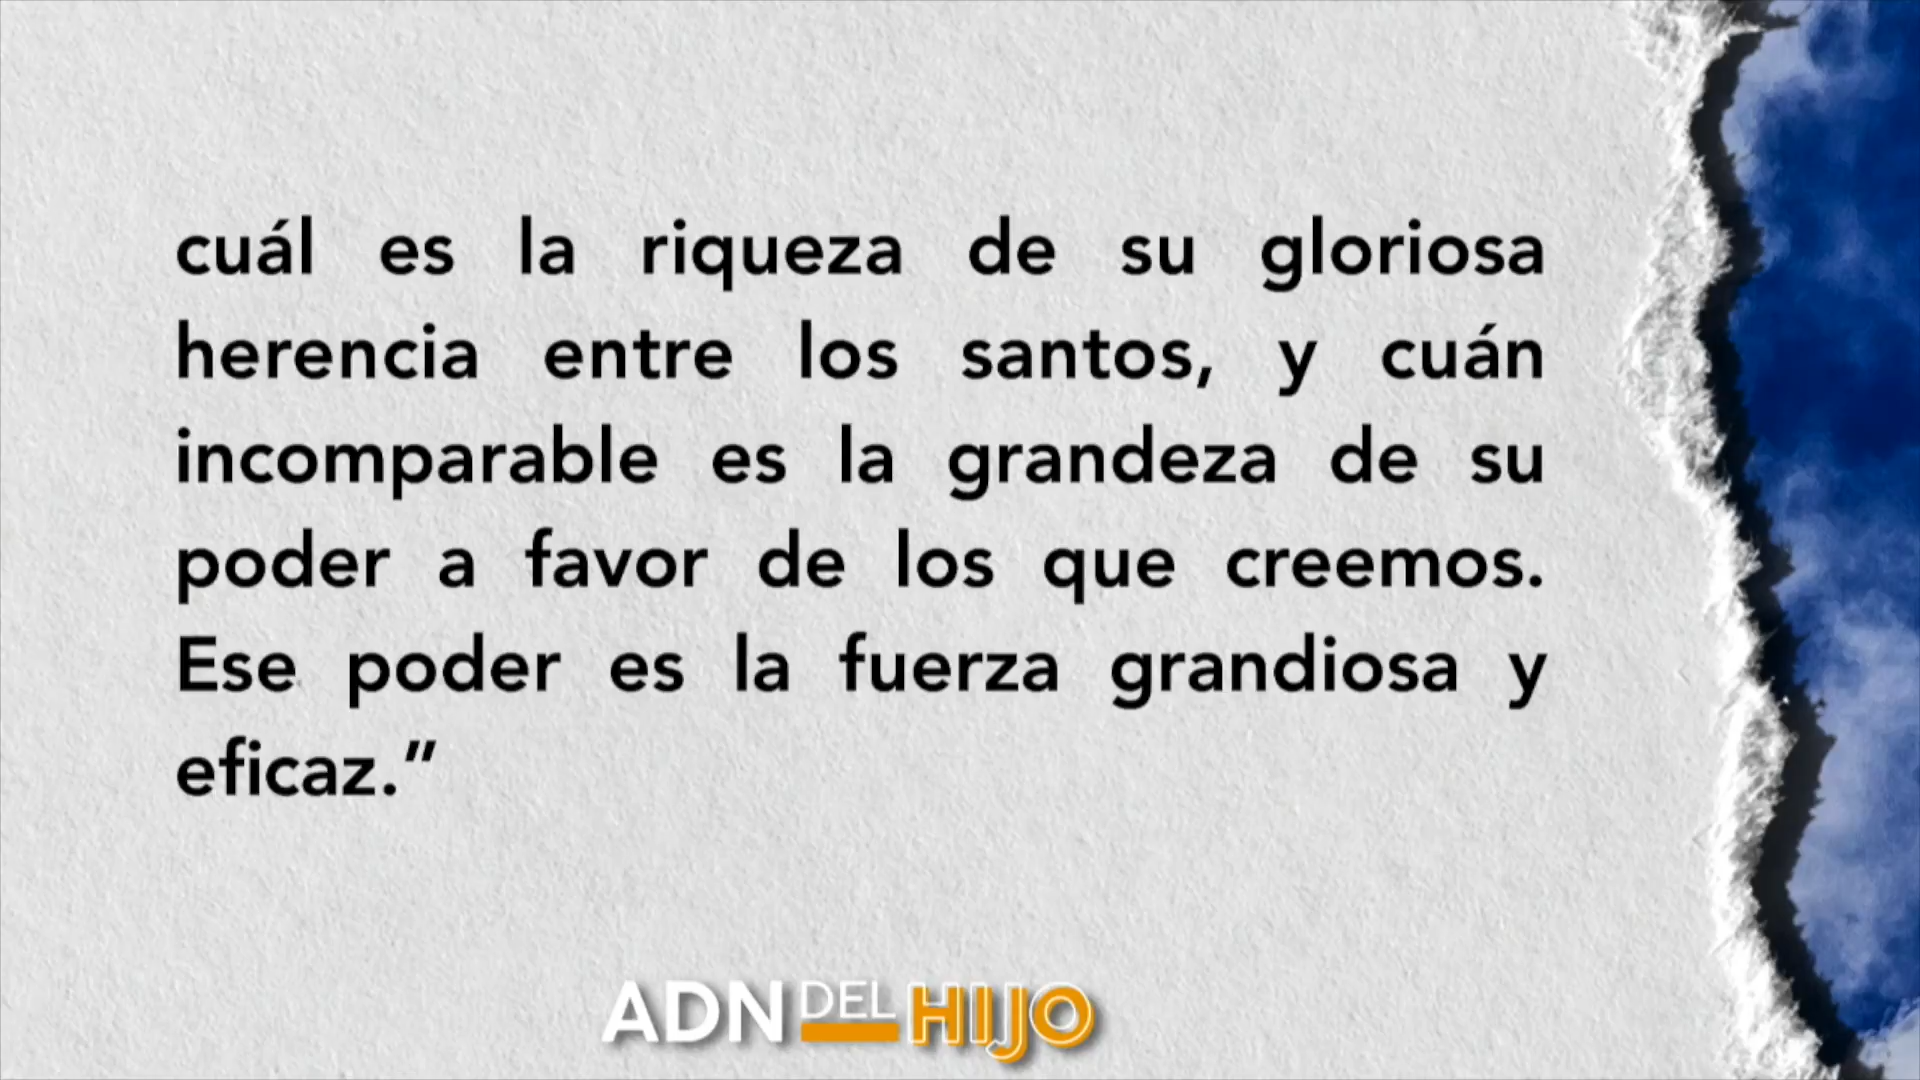 cuál es la riqueza de su gloriosa
herencia entre los santos, y cuán
incomparable es la grandeza de su
poder a favor de los que creemos.
Ese poder es la fuerza grandiosa y
eficaz.”
ADN DEL HIJO